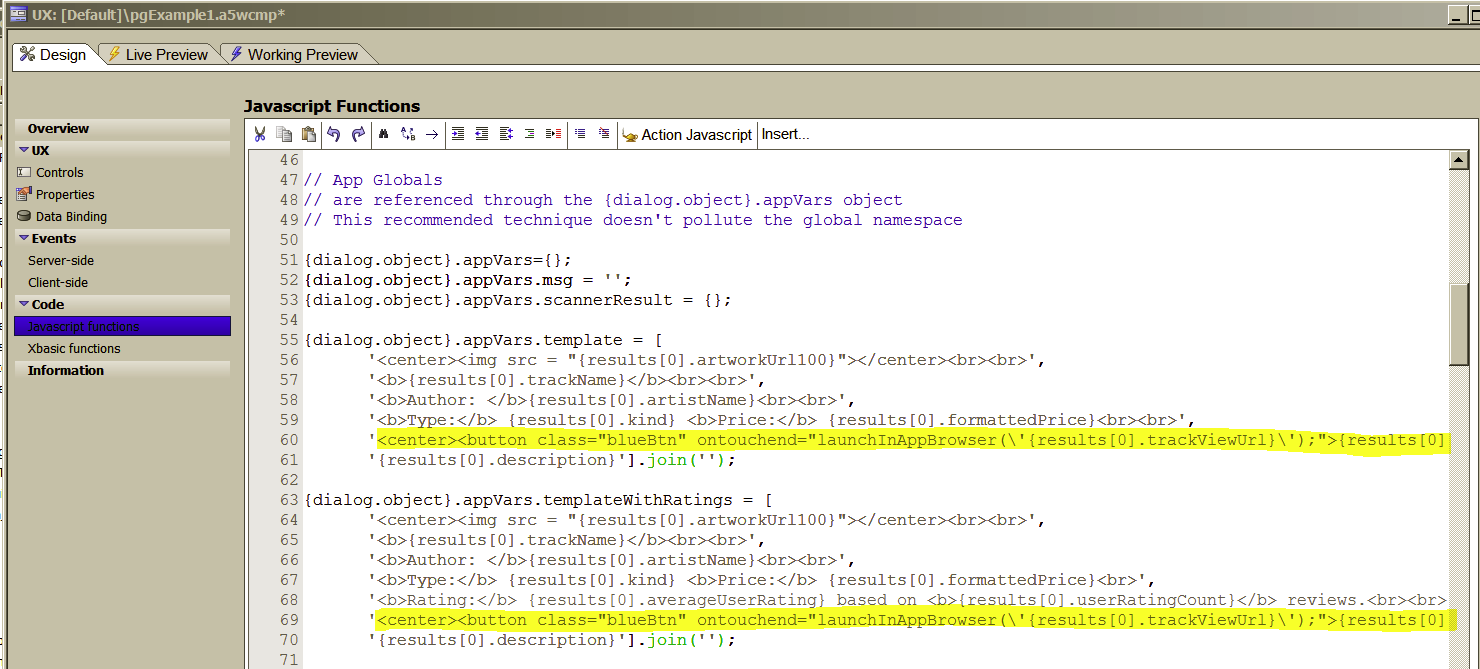 UX: [Default]\pgExample1.a5wcmp*
Design Live Preview Working Preview
Javascript Functions
Overview
UX
Controls
Properties
Data Binding
Events
Server-side
Client-side
Code
Javascript functions
Xbasic functions
Information
Action Javascript Insert...
46
47 // App Globals
48 // are referenced through the {dialog.object}.appVars object
49 // This recommended technique doesn't pollute the global namespace
50
51 {dialog.object}.appVars={};
52 {dialog.object}.appVars.msg = '';
53 {dialog.object}.appVars.scannerResult = {};
54
55 {dialog.object}.appVars.template = [
56 '<center><img src = "{results[0].artworkUrl100}"></center><br><br>',
57 '<b>{results[0].trackName}</b><br><br>',
58 '<b>Author: </b>{results[0].artistName}<br><br>',
59 '<b>Type:</b> {results[0].kind} <b>Price:</b> {results[0].formattedPrice}<br><br>',
60 '<center><button class="blueBtn" ontouchend="launchInAppBrowser(\'{results[0].trackViewUrl}\');">{results[0]
61 '{results[0].description}'].join('');
62
63 {dialog.object}.appVars.templateWithRatings = [
64 '<center><img src = "{results[0].artworkUrl100}"></center><br><br>',
65 '<b>{results[0].trackName}</b><br><br>',
66 '<b>Author: </b>{results[0].artistName}<br><br>',
67 '<b>Type:</b> {results[0].kind} <b>Price:</b> {results[0].formattedPrice}<br>',
68 '<b>Rating:</b> {results[0].averageUserRating} based on <b>{results[0].userRatingCount}</b> reviews.<br><br>
69 '<center><button class="blueBtn" ontouchend="launchInAppBrowser(\'{results[0].trackViewUrl}\');">{results[0]
70 '{results[0].description}'].join('');
71